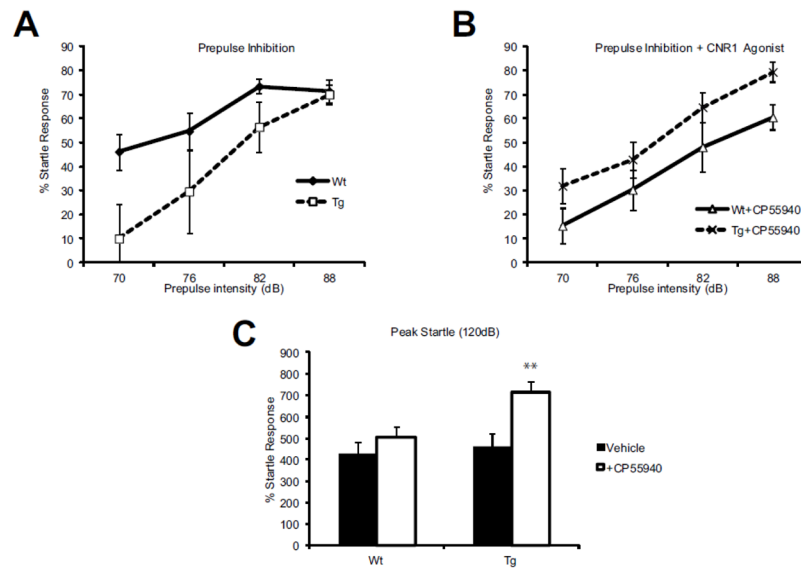 A
Prepulse Inhibition
% Startle Response
90
80
70
60
50
40
30
20
10
0
Wt
Tg
70 76 82 88
Prepulse intensity (dB)
B
Prepulse Inhibition + CNR1 Agonist
% Startle Response
90
80
70
60
50
40
30
20
10
0
Wt+CP55940
Tg+CP55940
70 76 82 88
Prepulse intensity (dB)
C
Peak Startle (120dB)
% Startle Response
900
800
700
600
500
400
300
200
100
0
**
Vehicle
+CP55940
Wt Tg